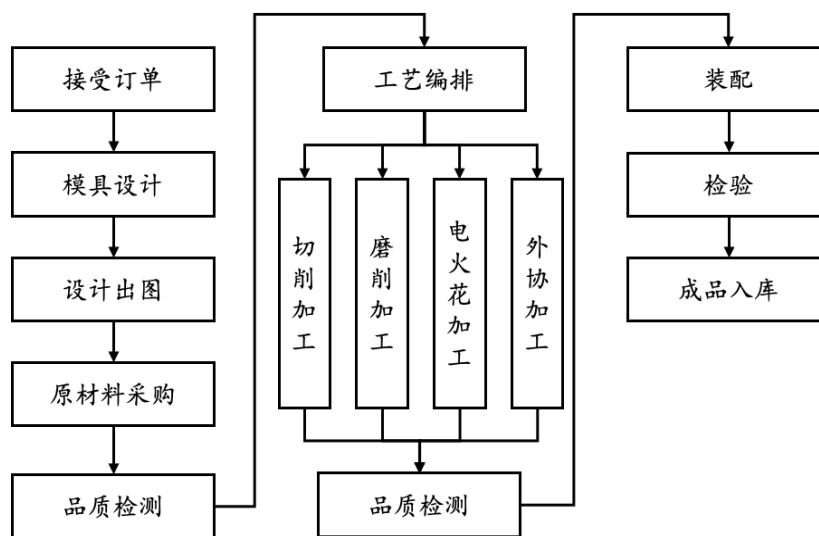 接受订单
模具设计
设计出图
原材料采购
品质检测
工艺编排
切削加工
磨削加工
电火花加工
外协加工
品质检测
装配
检验
成品入库